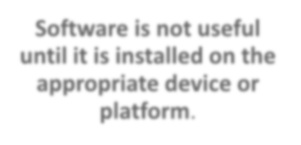 Software is not useful
until it is installed on the
appropriate device or
platform.